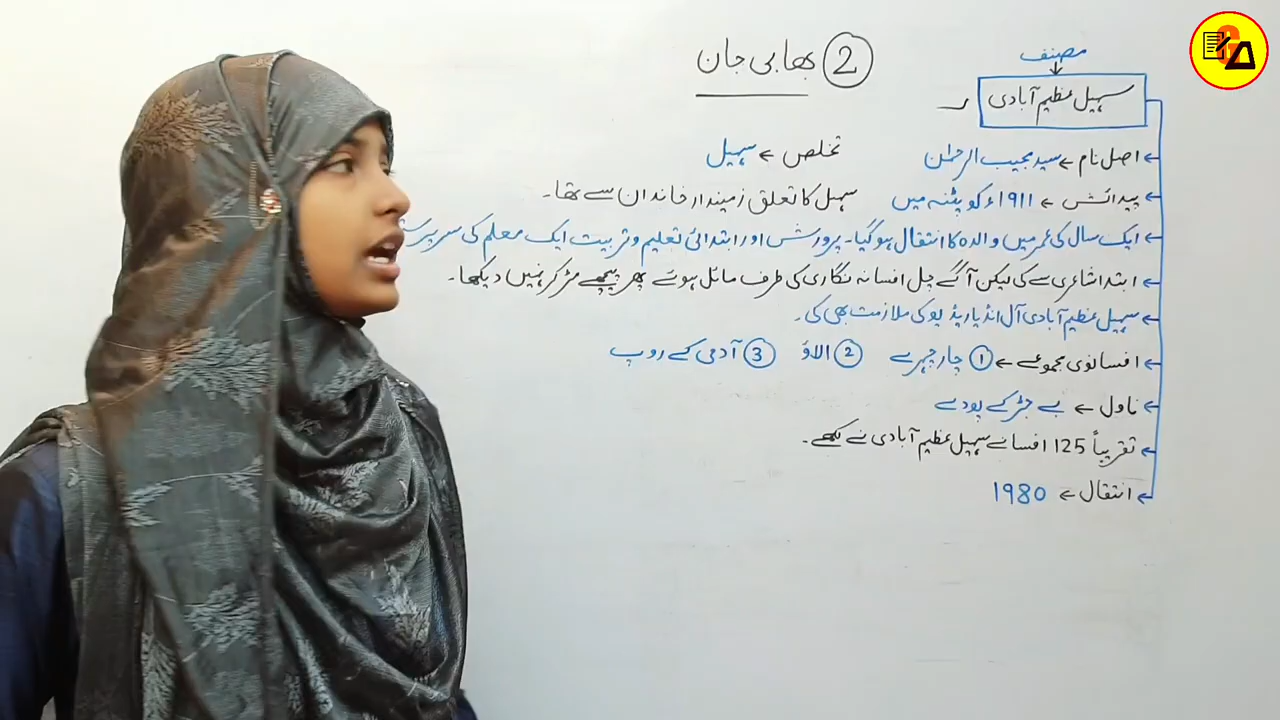 ② بھابی جان
مصنف
سہیل عظیم آبادی
اصل نام ← سید مجیب الرحمان تخلص ← سہیل
پیدائش ← ۱۹۱۱ء کو پٹنہ میں سہیل کا تعلق زمیندار خاندان سے تھا۔
ایک سال کی عمر میں والدہ کا انتقال ہو گیا۔ پرورش اور ابتدائی تعلیم و تربیت ایک معلم کی
ابتدا شاعری سے کی لیکن آگے چل افسانہ نگاری کی طرف مائل ہوئے پھر پیچھے مڑ کر نہیں دیکھا۔
سہیل عظیم آبادی آل انڈیا ریڈیو کی ملازمت بھی کی۔
افسانوی مجموعے ← ① چار چہرے ② الاؤ ③ آدمی کے روپ
ناول ← بے جڑ کے پودے
تقریباً 125 افسانے سہیل عظیم آبادی نے لکھے۔
انتقال ← 1980